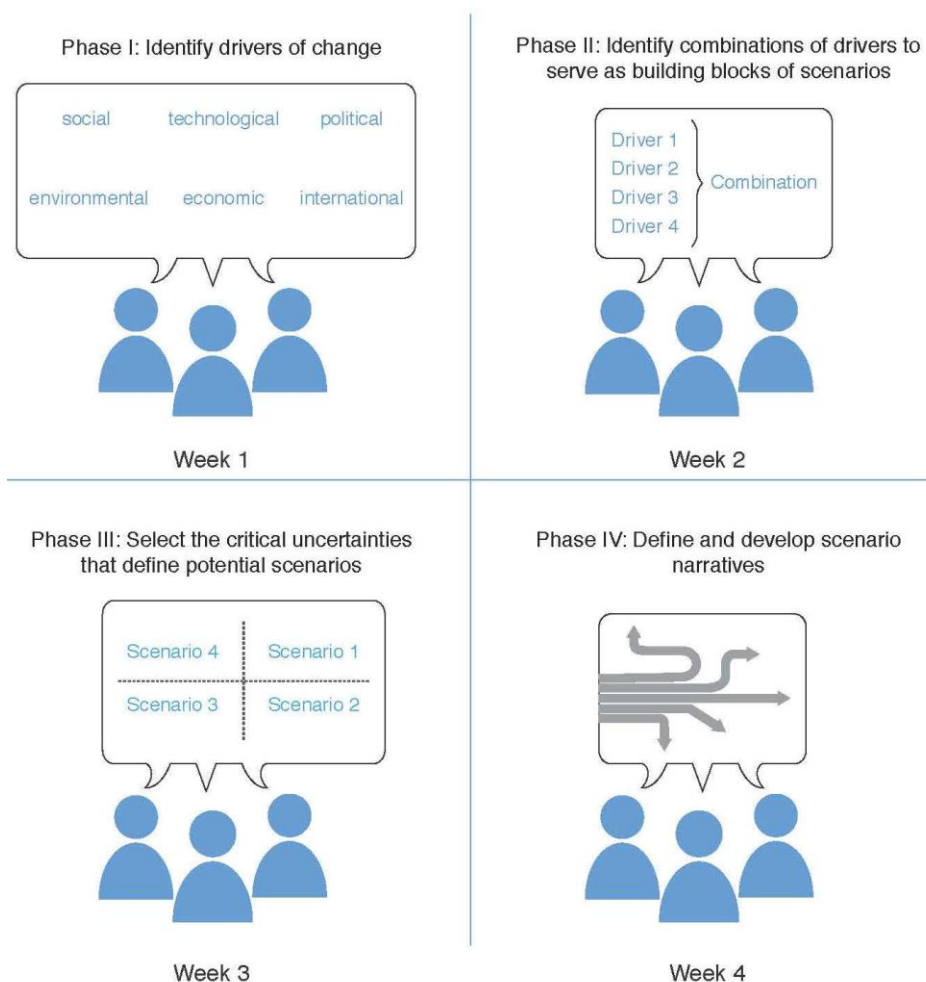 Phase I: Identify drivers of change
social technological political
environmental economic international
Week 1
Phase II: Identify combinations of drivers to
serve as building blocks of scenarios
Driver 1
Driver 2
Driver 3
Driver 4
Combination
Week 2
Phase III: Select the critical uncertainties
that define potential scenarios
Scenario 4 Scenario 1
Scenario 3 Scenario 2
Week 3
Phase IV: Define and develop scenario
narratives
Week 4